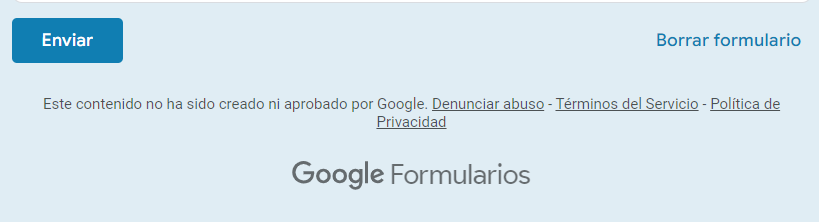 Enviar
Borrar formulario
Este contenido no ha sido creado ni aprobado por Google. Denunciar abuso - Términos del Servicio - Política de
Privacidad
Google Formularios